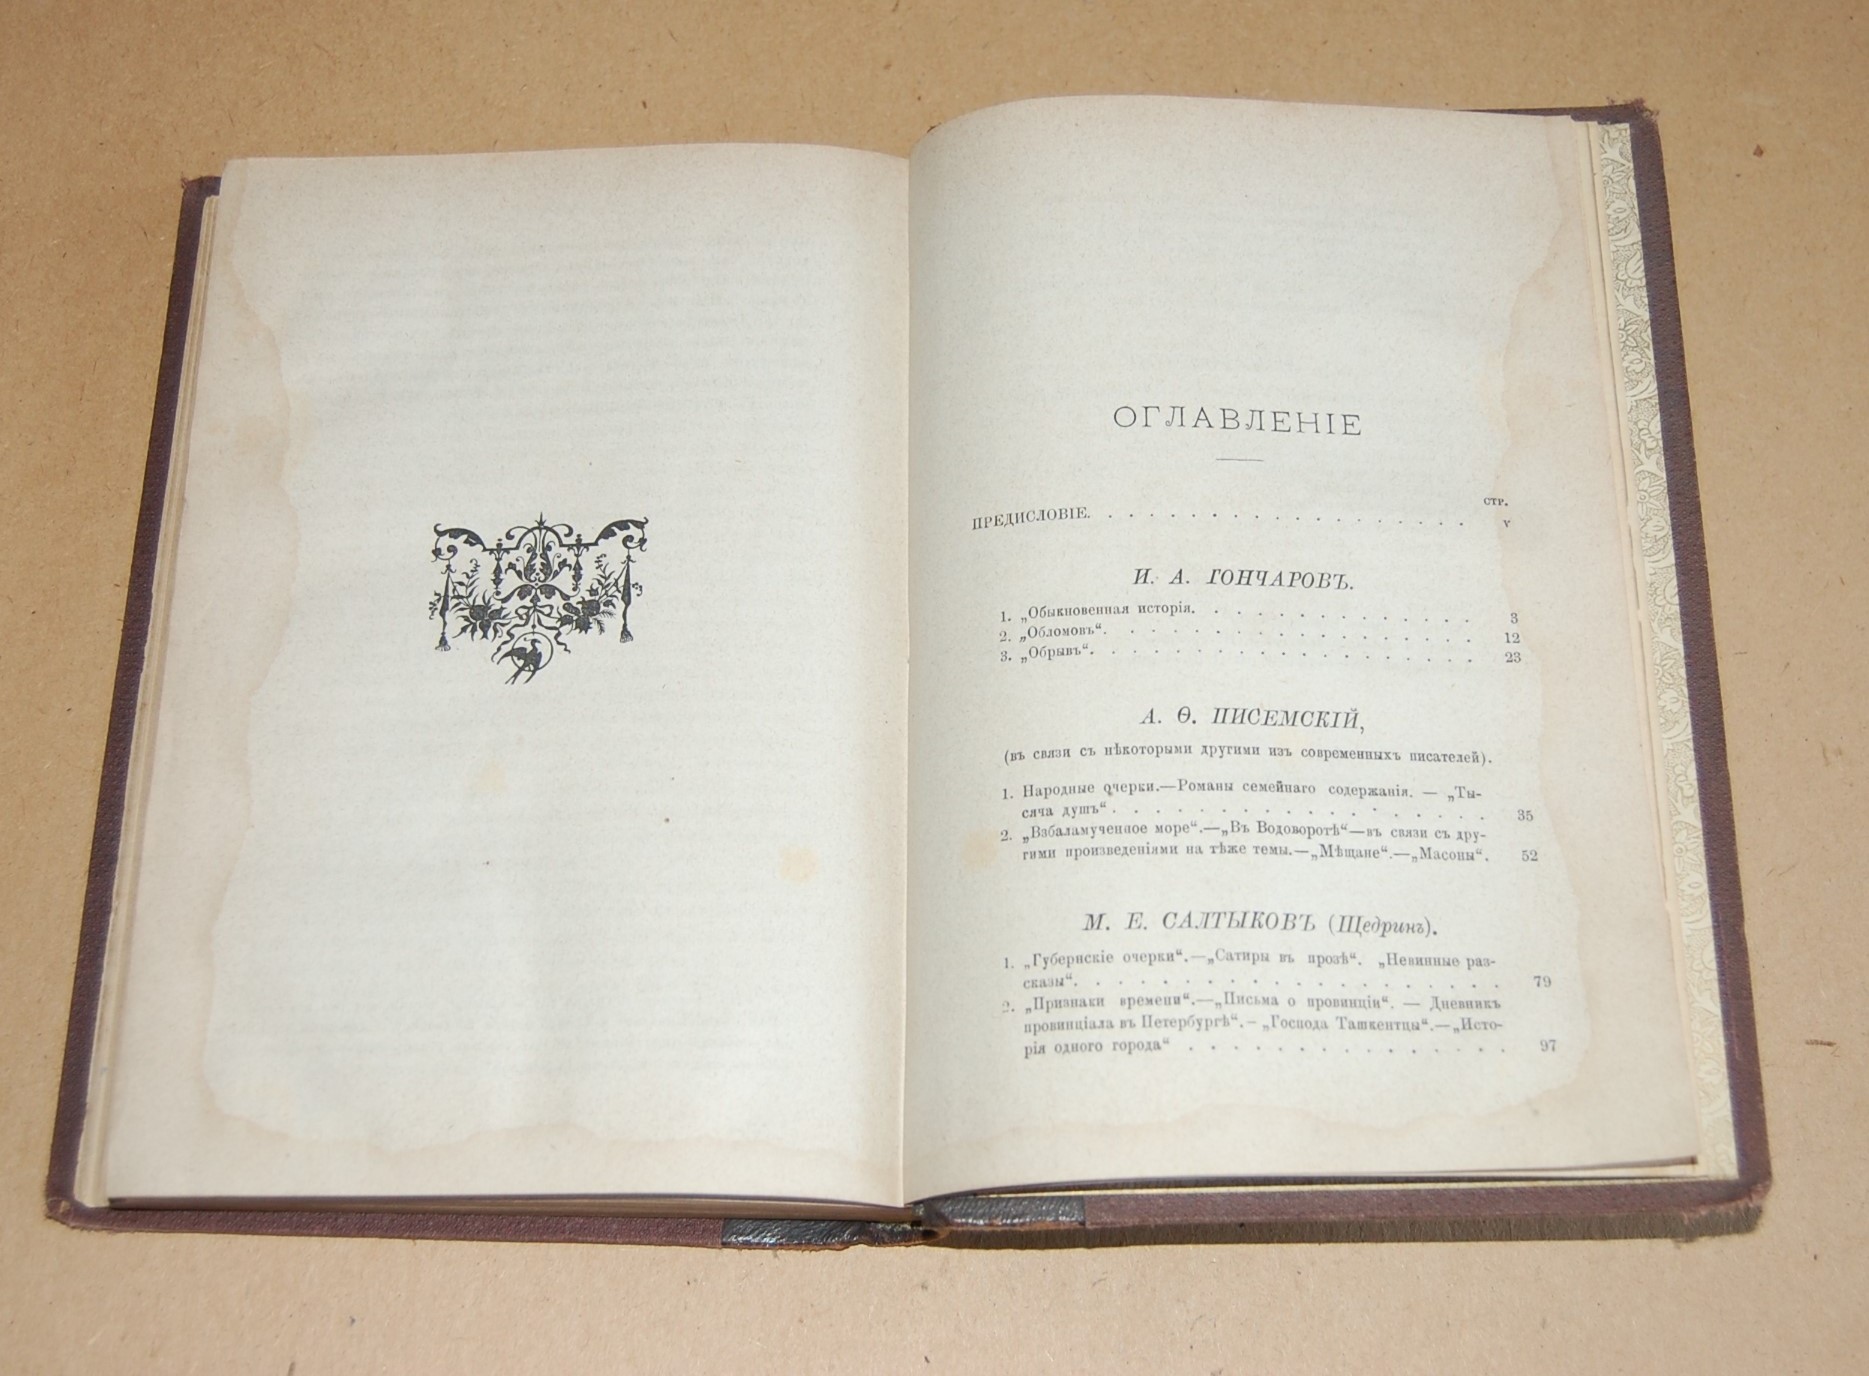 ОГЛАВЛЕНІЕ
СТР.
ПРЕДИСЛОВІЕ. . . . . . . . . . . . . . . . . . . . V
И. А. ГОНЧАРОВЪ.
1. „Обыкновенная исторія. . . . . . . . . . . . . . 3
2. „Обломовъ“. . . . . . . . . . . . . . . . . . 12
3. „Обрывъ“. . . . . . . . . . . . . . . . . . . 23
А. Ѳ. ПИСЕМСКІЙ,
(въ связи съ нѣкоторыми другими изъ современныхъ писателей).
1. Народные очерки.—Романы семейнаго содержанія. — „Ты-
сяча душъ“. . . . . . . . . . . . . . . . . 35
2. „Взбаламученное море“.—„Въ Водоворотѣ“—въ связи съ дру-
гими произведеніями на тѣже темы.—„Мѣщане“.—„Масоны“. 52
М. Е. САЛТЫКОВЪ (Щедринъ).
1. „Губернскіе очерки“.—„Сатиры въ прозѣ“. „Невинные раз-
сказы“. . . . . . . . . . . . . . . . . . . . 79
2. „Признаки времени“.—„Письма о провинціи“. — Дневникъ
провинціала въ Петербургѣ“.—„Господа Ташкентцы“.—„Исто-
рія одного города“ . . . . . . . . . . . . . . . 97